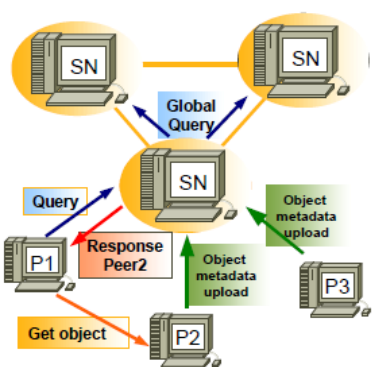 SN
SN
Global
Query
SN
Query
Object
metadata
upload
P1
Response
Peer2
Object
metadata
upload
P3
Get object
P2